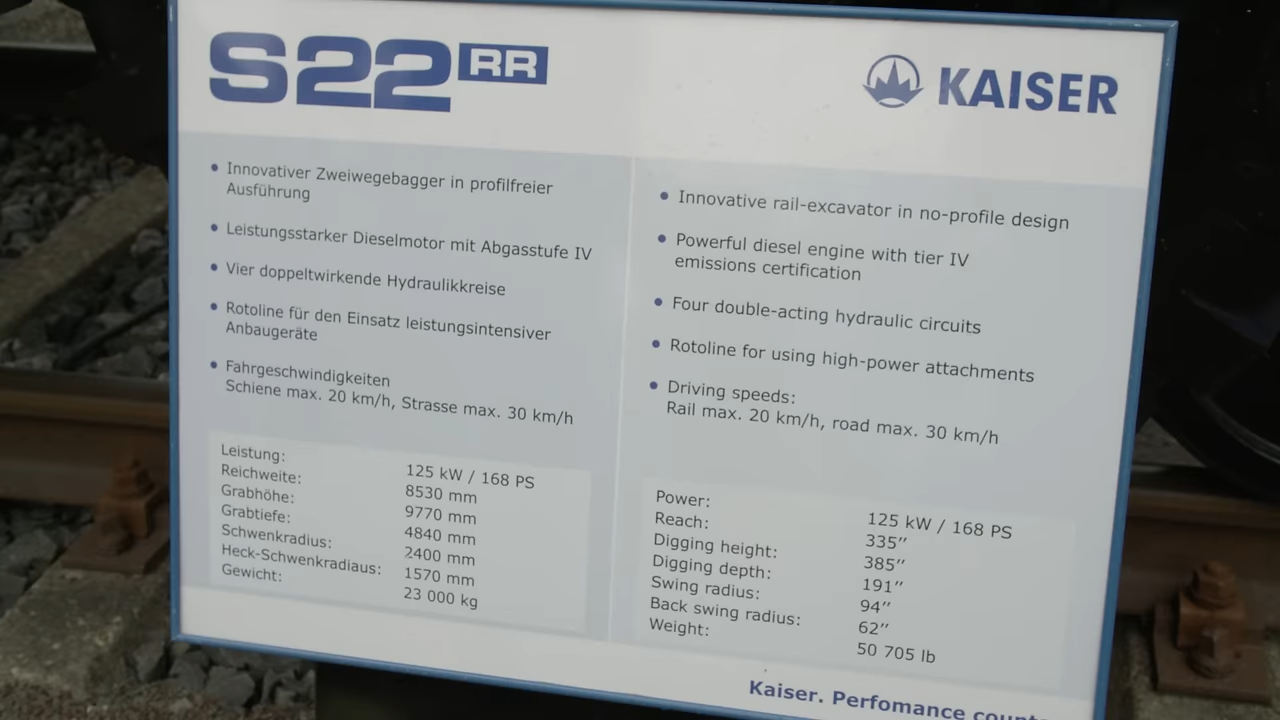 S22 RR
KAISER
• Innovativer Zweiwegebagger in profilfreier
Ausführung
• Leistungsstarker Dieselmotor mit Abgasstufe IV
• Vier doppeltwirkende Hydraulikkreise
• Rotoline für den Einsatz leistungsintensiver
Anbaugeräte
• Fahrgeschwindigkeiten
Schiene max. 20 km/h, Strasse max. 30 km/h
Leistung: 125 kW / 168 PS
Reichweite: 8530 mm
Grabhöhe: 9770 mm
Grabtiefe: 4840 mm
Schwenkradius: 2400 mm
Heck-Schwenkradiaus: 1570 mm
Gewicht: 23 000 kg
• Innovative rail-excavator in no-profile design
• Powerful diesel engine with tier IV
emissions certification
• Four double-acting hydraulic circuits
• Rotoline for using high-power attachments
• Driving speeds:
Rail max. 20 km/h, road max. 30 km/h
Power: 125 kW / 168 PS
Reach: 335’’
Digging height: 385’’
Digging depth: 191’’
Swing radius: 94’’
Back swing radius: 62’’
Weight: 50 705 lb
Kaiser. Perfomance